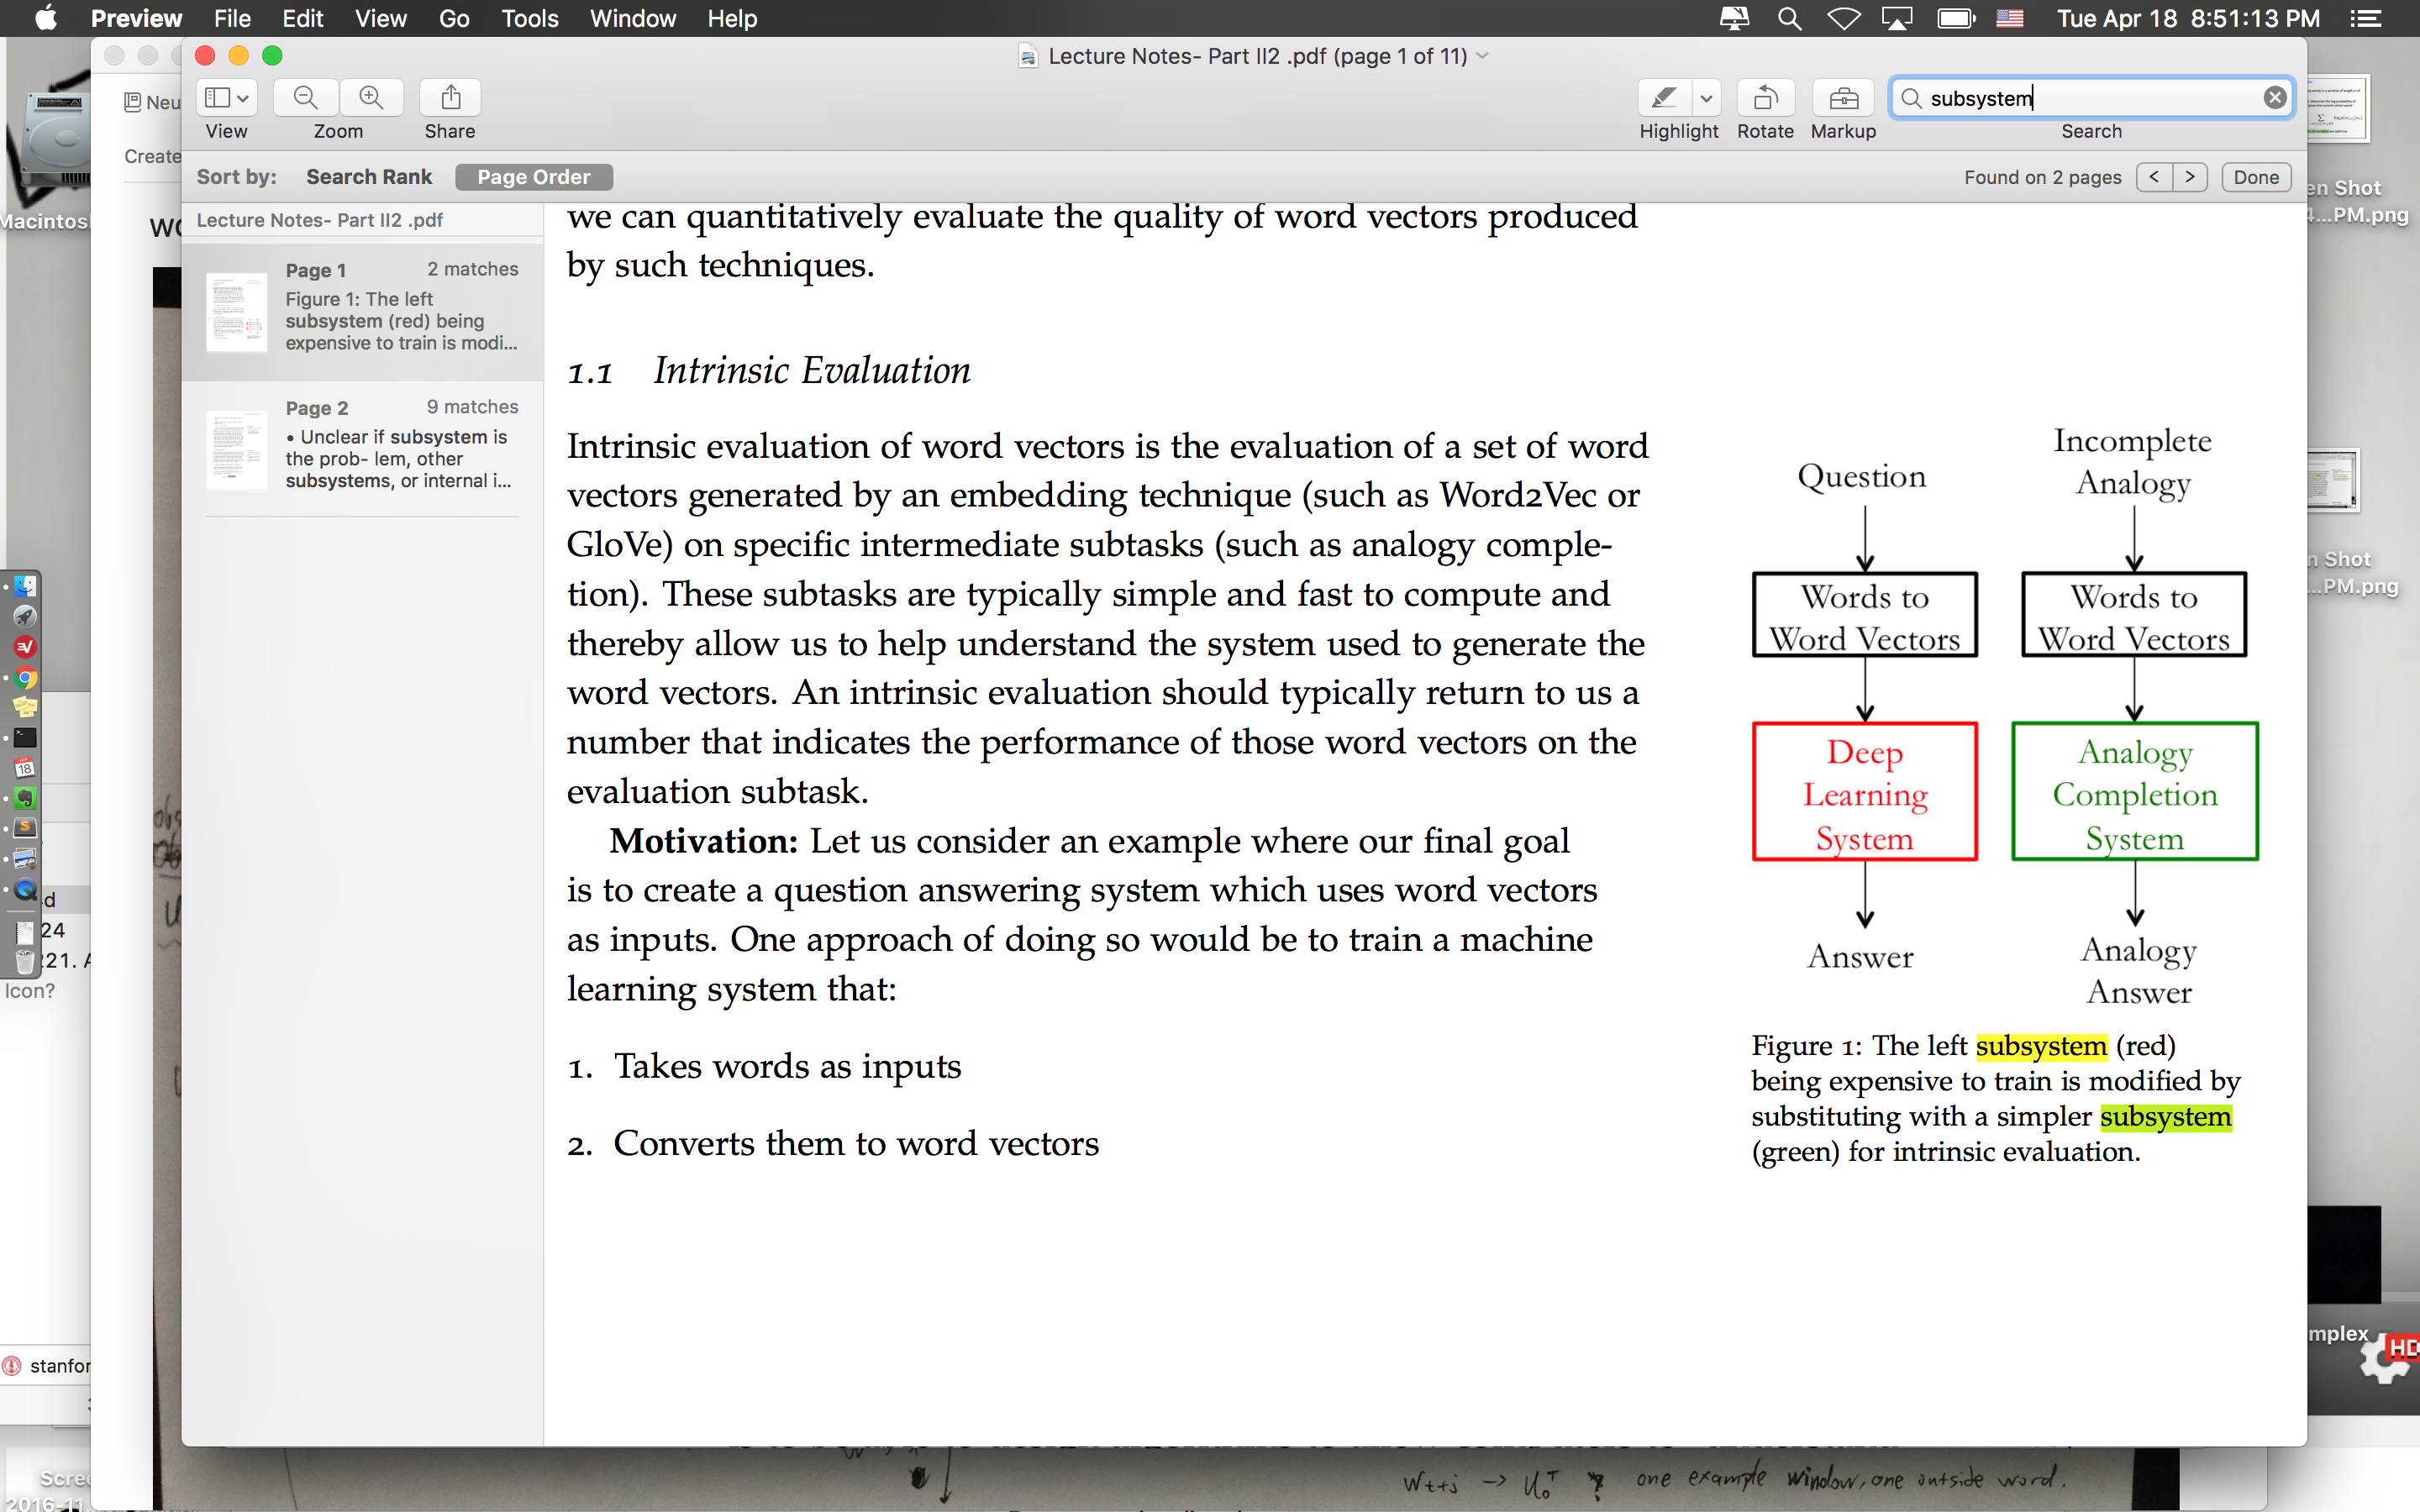 Preview File Edit View Go Tools Window Help
Tue Apr 18 8:51:13 PM
Lecture Notes- Part II2 .pdf (page 1 of 11)
View
Zoom
Share
Highlight
Rotate
Markup
subsystem
Search
Sort by: Search Rank Page Order
Found on 2 pages
< >
Done
Lecture Notes- Part II2 .pdf
Page 1 2 matches
Figure 1: The left
subsystem (red) being
expensive to train is modi...
Page 2 9 matches
• Unclear if subsystem is
the prob- lem, other
subsystems, or internal i...
we can quantitatively evaluate the quality of word vectors produced
by such techniques.
1.1 Intrinsic Evaluation
Intrinsic evaluation of word vectors is the evaluation of a set of word
vectors generated by an embedding technique (such as Word2Vec or
GloVe) on specific intermediate subtasks (such as analogy comple-
tion). These subtasks are typically simple and fast to compute and
thereby allow us to help understand the system used to generate the
word vectors. An intrinsic evaluation should typically return to us a
number that indicates the performance of those word vectors on the
evaluation subtask.
Motivation: Let us consider an example where our final goal
is to create a question answering system which uses word vectors
as inputs. One approach of doing so would be to train a machine
learning system that:
1. Takes words as inputs
2. Converts them to word vectors
Question
Words to
Word Vectors
Deep
Learning
System
Answer
Incomplete
Analogy
Words to
Word Vectors
Analogy
Completion
System
Analogy
Answer
Figure 1: The left subsystem (red)
being expensive to train is modified by
substituting with a simpler subsystem
(green) for intrinsic evaluation.
Neu
Create
Macintos
en Shot
4...PM.png
n Shot
...PM.png
18
d
24
221. A
Icon?
stanfor
mplex
HD
Scree
2016-11
one example window, one outside word.